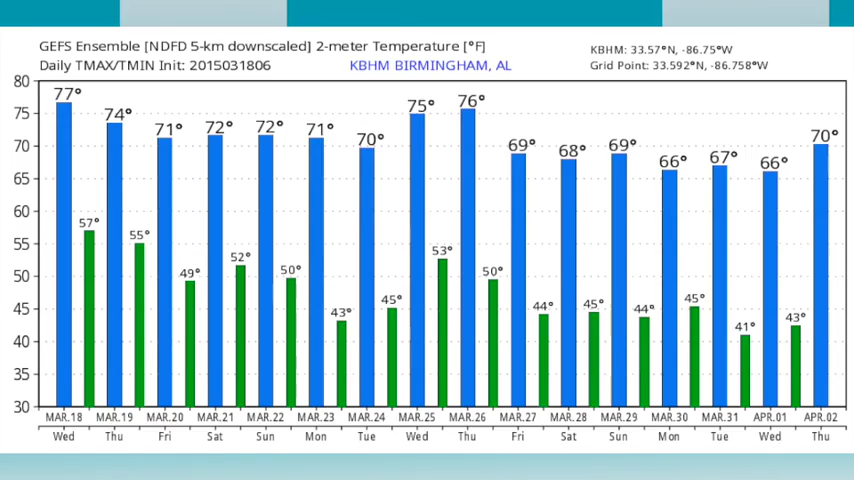 GEFS Ensemble [NDFD 5-km downscaled] 2-meter Temperature [°F]
KBHM: 33.57°N, -86.75°W
Daily TMAX/TMIN Init: 2015031806
KBHM BIRMINGHAM, AL
Grid Point: 33.592°N, -86.758°W
80
75
70
65
60
55
50
45
40
35
30
77° 74° 71° 72° 72° 71° 70° 75° 76° 69° 68° 69° 66° 67° 66° 70°
57° 55° 49° 52° 50° 43° 45° 53° 50° 44° 45° 44° 45° 41° 43°
MAR.18 MAR.19 MAR.20 MAR.21 MAR.22 MAR.23 MAR.24 MAR.25 MAR.26 MAR.27 MAR.28 MAR.29 MAR.30 MAR.31 APR.01 APR.02
Wed Thu Fri Sat Sun Mon Tue Wed Thu Fri Sat Sun Mon Tue Wed Thu